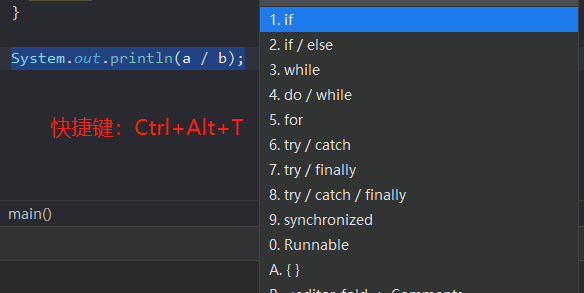 }
System.out.println(a / b);
快捷键：Ctrl+Alt+T
main()
1. if
2. if / else
3. while
4. do / while
5. for
6. try / catch
7. try / finally
8. try / catch / finally
9. synchronized
0. Runnable
A. { }